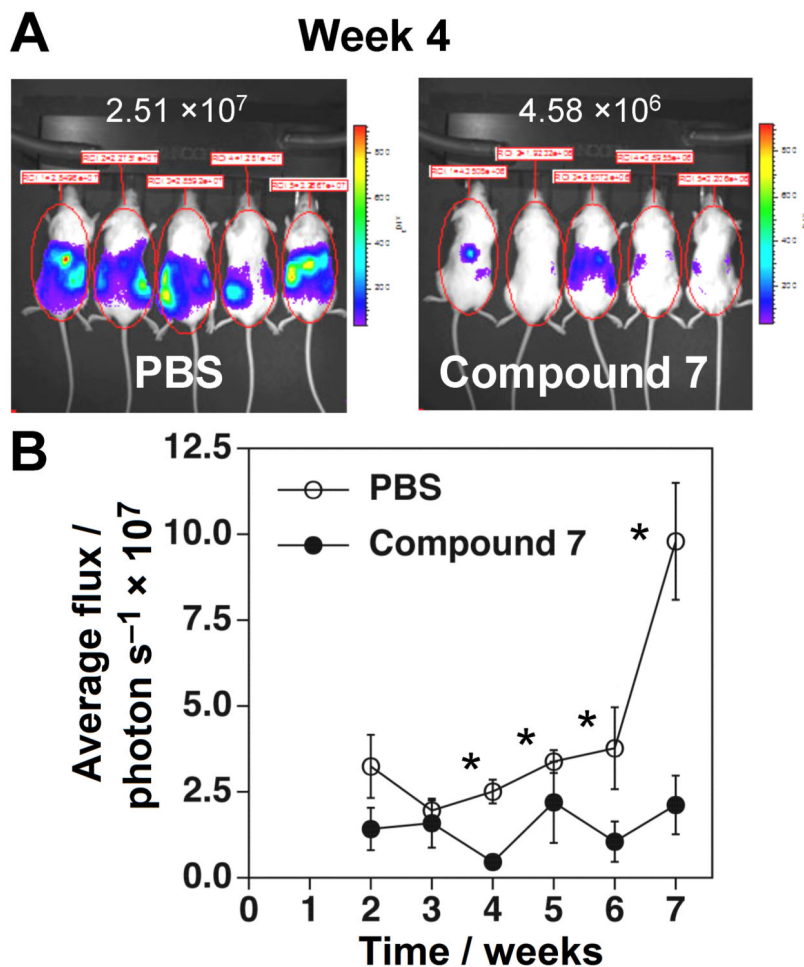 A
Week 4
2.51 ×10⁷
4.58 ×10⁶
PBS
Compound 7
B
12.5
10.0
7.5
5.0
2.5
0.0
Average flux /
photon s⁻¹ × 10⁷
PBS
Compound 7
*
*
*
*
0 1 2 3 4 5 6 7
Time / weeks